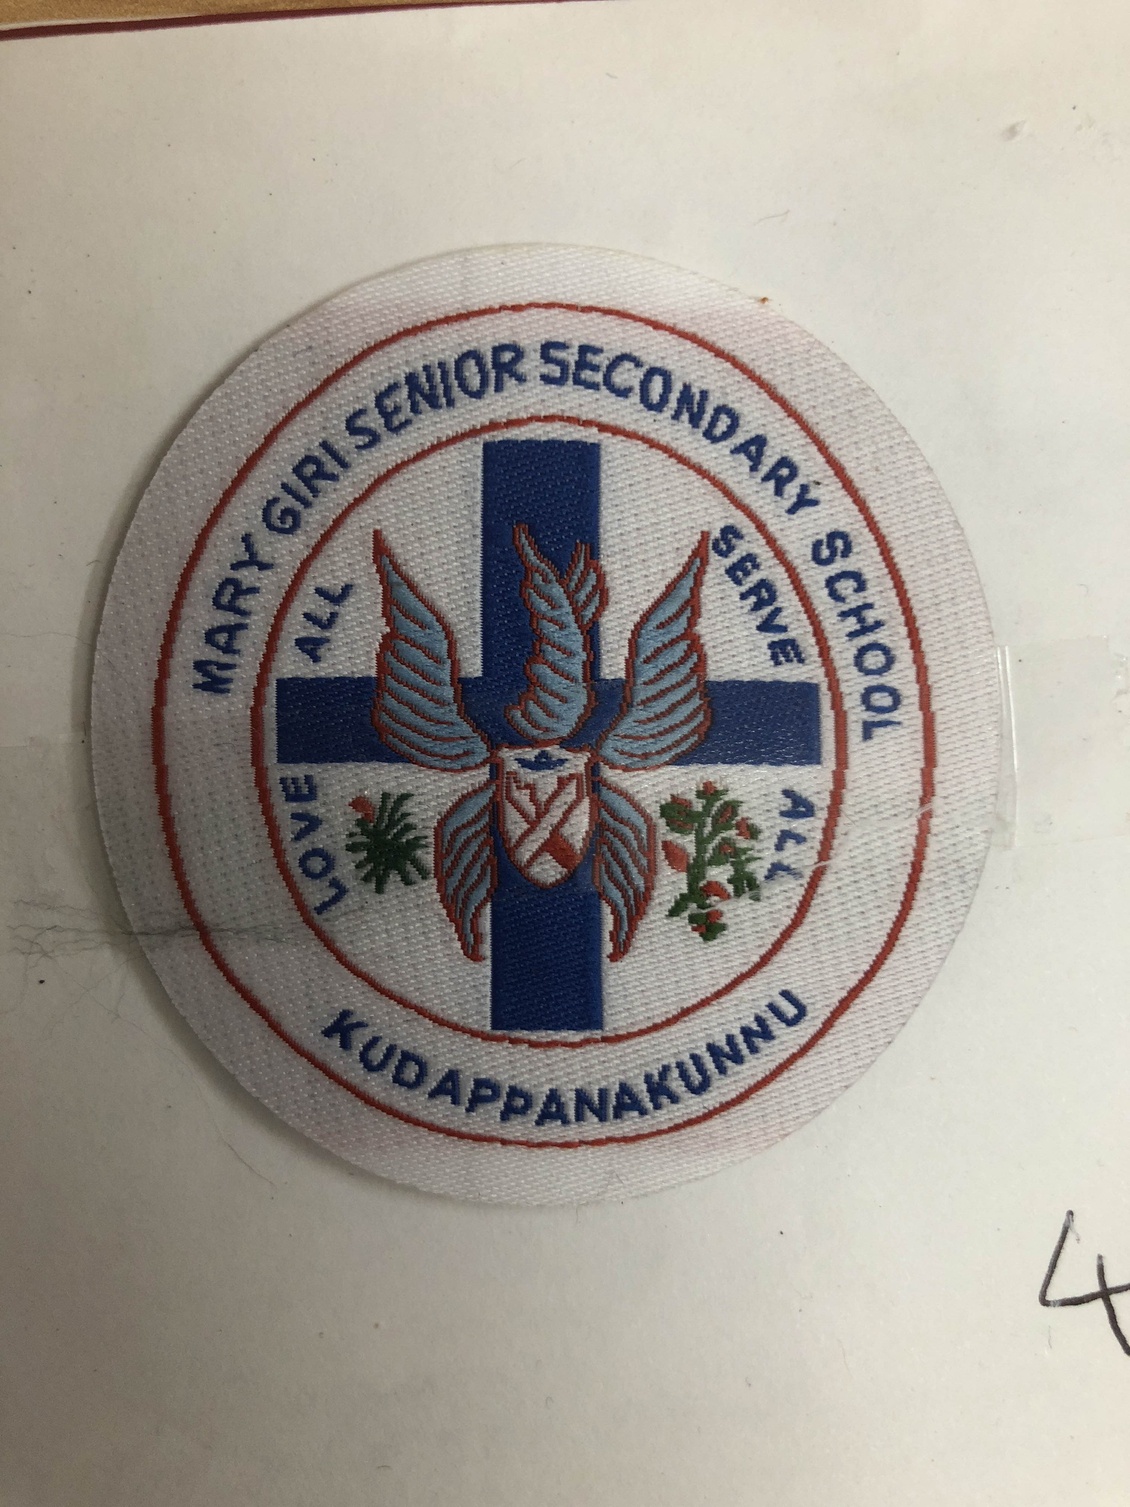 MARY GIRI SENIOR SECONDARY SCHOOL
LOVE ALL
SERVE ALL
KUDAPPANAKUNNU
4